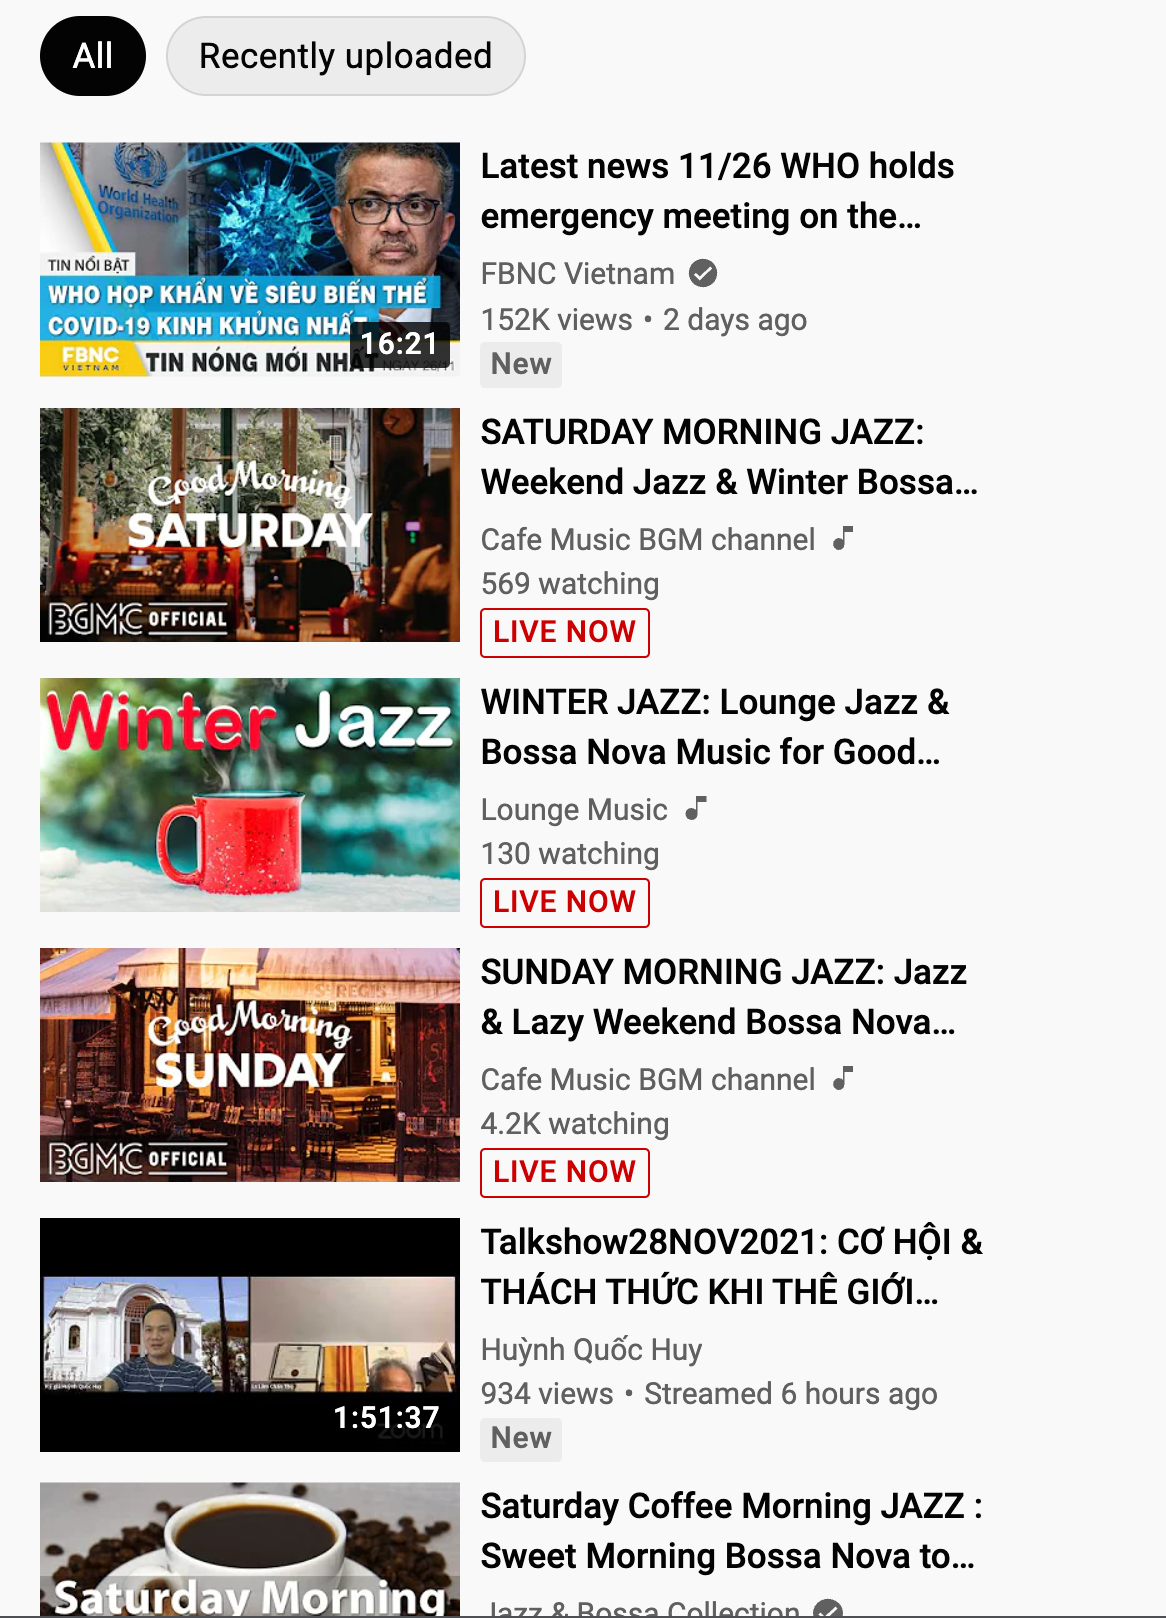 All
Recently uploaded
World Health
Organization
TIN NỔI BẬT
WHO HỌP KHẨN VỀ SIÊU BIẾN THỂ
COVID-19 KINH KHỦNG NHẤT
16:21
FBNC
VIETNAM
TIN NÓNG MỚI NHẤT
NGÀY 26/11
Latest news 11/26 WHO holds
emergency meeting on the...
FBNC Vietnam
152K views • 2 days ago
New
Good Morning
SATURDAY
BGMC OFFICIAL
SATURDAY MORNING JAZZ:
Weekend Jazz & Winter Bossa...
Cafe Music BGM channel
569 watching
LIVE NOW
Winter Jazz
WINTER JAZZ: Lounge Jazz &
Bossa Nova Music for Good...
Lounge Music
130 watching
LIVE NOW
Good Morning
SUNDAY
BGMC OFFICIAL
SUNDAY MORNING JAZZ: Jazz
& Lazy Weekend Bossa Nova...
Cafe Music BGM channel
4.2K watching
LIVE NOW
1:51:37
zoom
Talkshow28NOV2021: CƠ HỘI &
THÁCH THỨC KHI THÊ GIỚI...
Huỳnh Quốc Huy
934 views • Streamed 6 hours ago
New
Saturday Morning
Saturday Coffee Morning JAZZ :
Sweet Morning Bossa Nova to...
Jazz & Bossa Collection